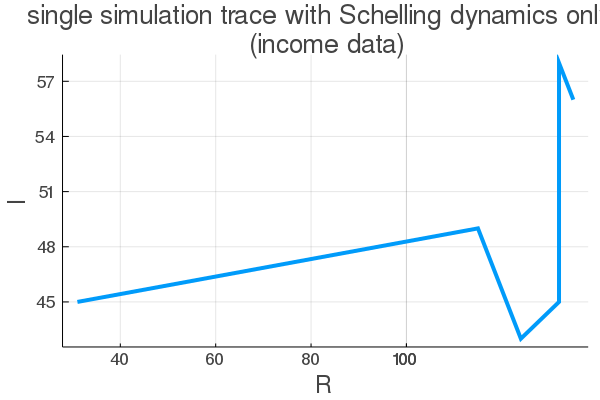 single simulation trace with Schelling dynamics onl
(income data)
57
54
51
48
45
I
40
60
80
100
R